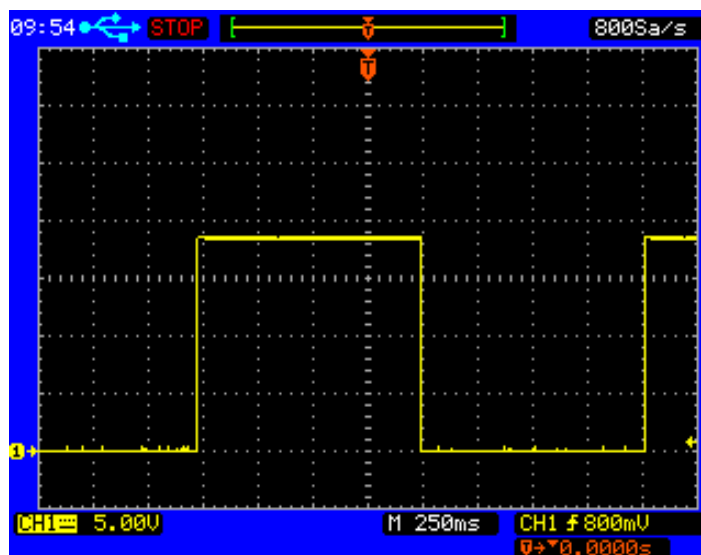 09:54 STOP T 800Sa/s
T
1
CH1 5.00V M 250ms CH1 800mV
T→ 0.0000s